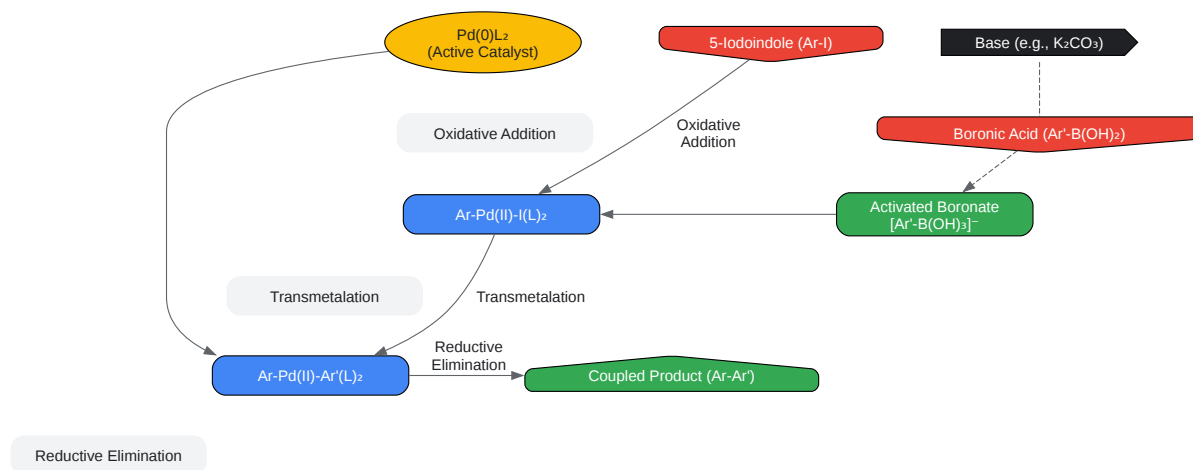 Pd(0)L₂
(Active Catalyst)
5-Iodoindole (Ar-I)
Base (e.g., K₂CO₃)
Oxidative Addition
Oxidative
Addition
Boronic Acid (Ar'-B(OH)₂)
Ar-Pd(II)-I(L)₂
Activated Boronate
[Ar'-B(OH)₃]⁻
Transmetalation
Transmetalation
Reductive
Elimination
Ar-Pd(II)-Ar'(L)₂
Coupled Product (Ar-Ar')
Reductive Elimination